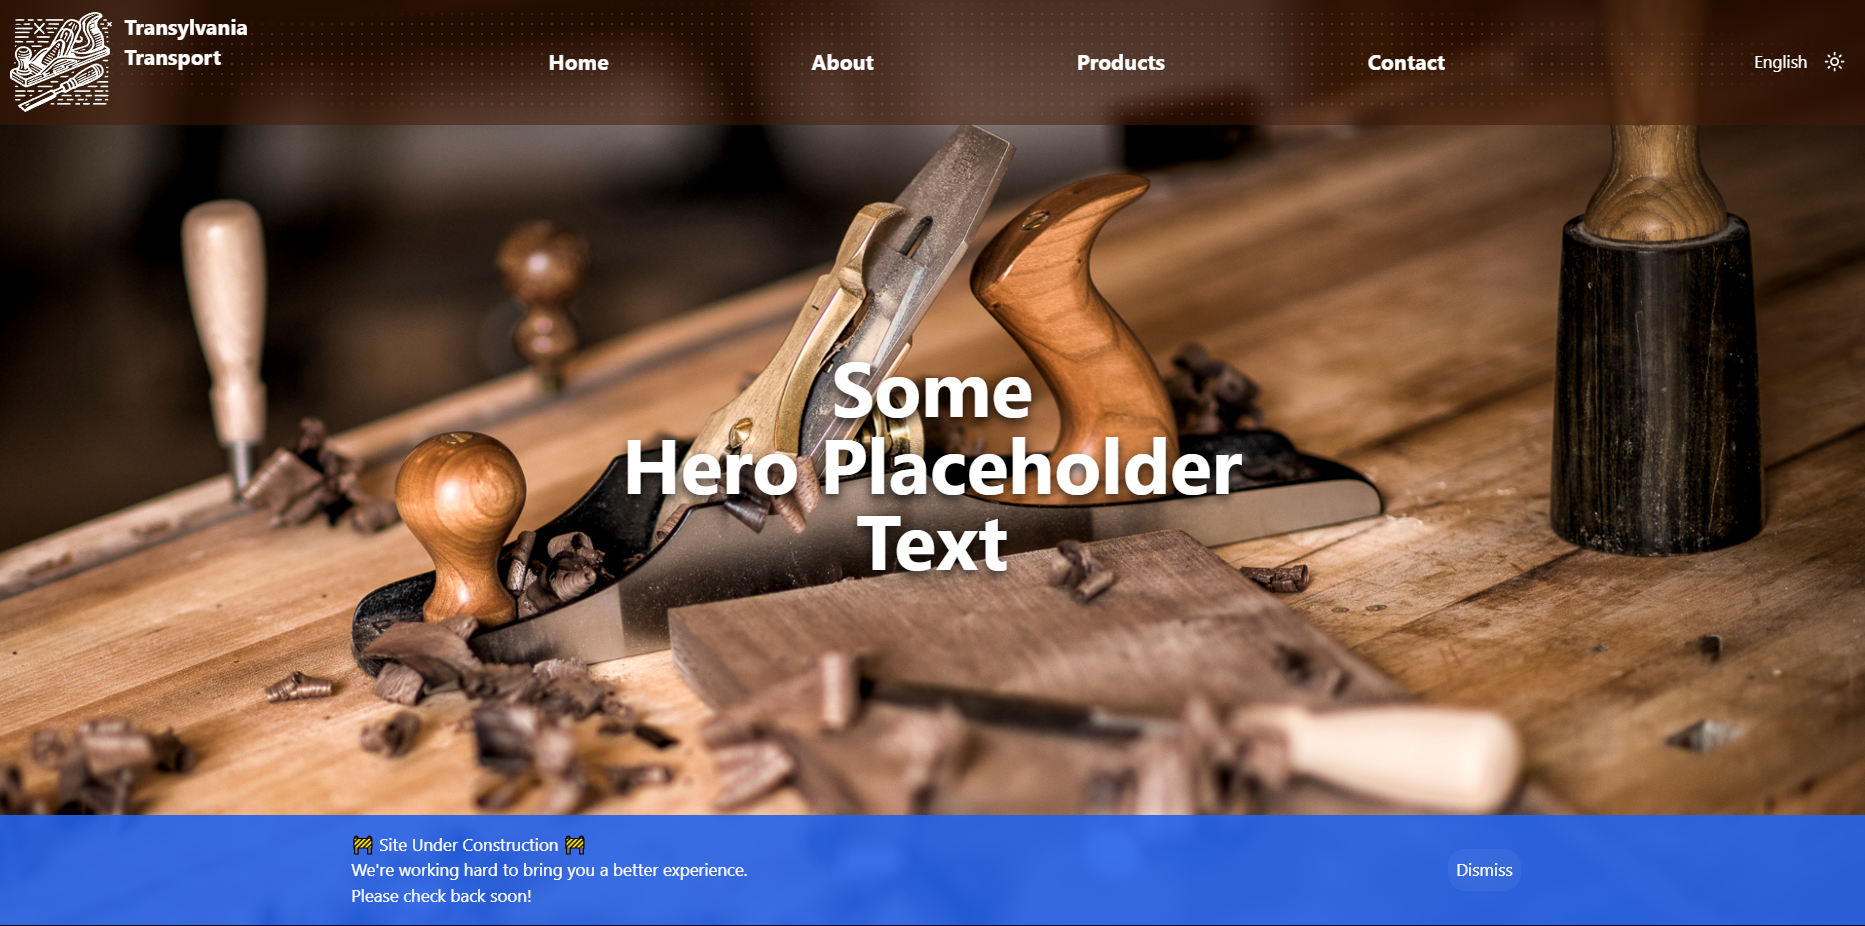 Transylvania
Transport
Home
About
Products
Contact
English
Some
Hero Placeholder
Text
🚧 Site Under Construction 🚧
We're working hard to bring you a better experience.
Please check back soon!
Dismiss